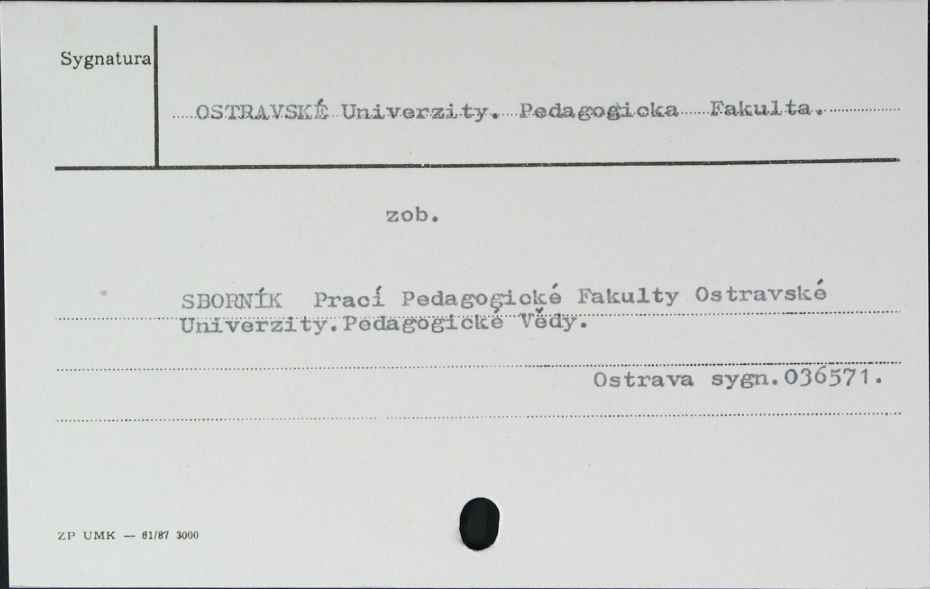 Sygnatura
OSTRAVSKÉ Univerzity. Pedagogicka Fakulta.
zob.
SBORNÍK Prací Pedagogické Fakulty Ostravské
Univerzity. Pedagogické Vědy.
Ostrava sygn.036571.
ZP UMK — 81/87 3000